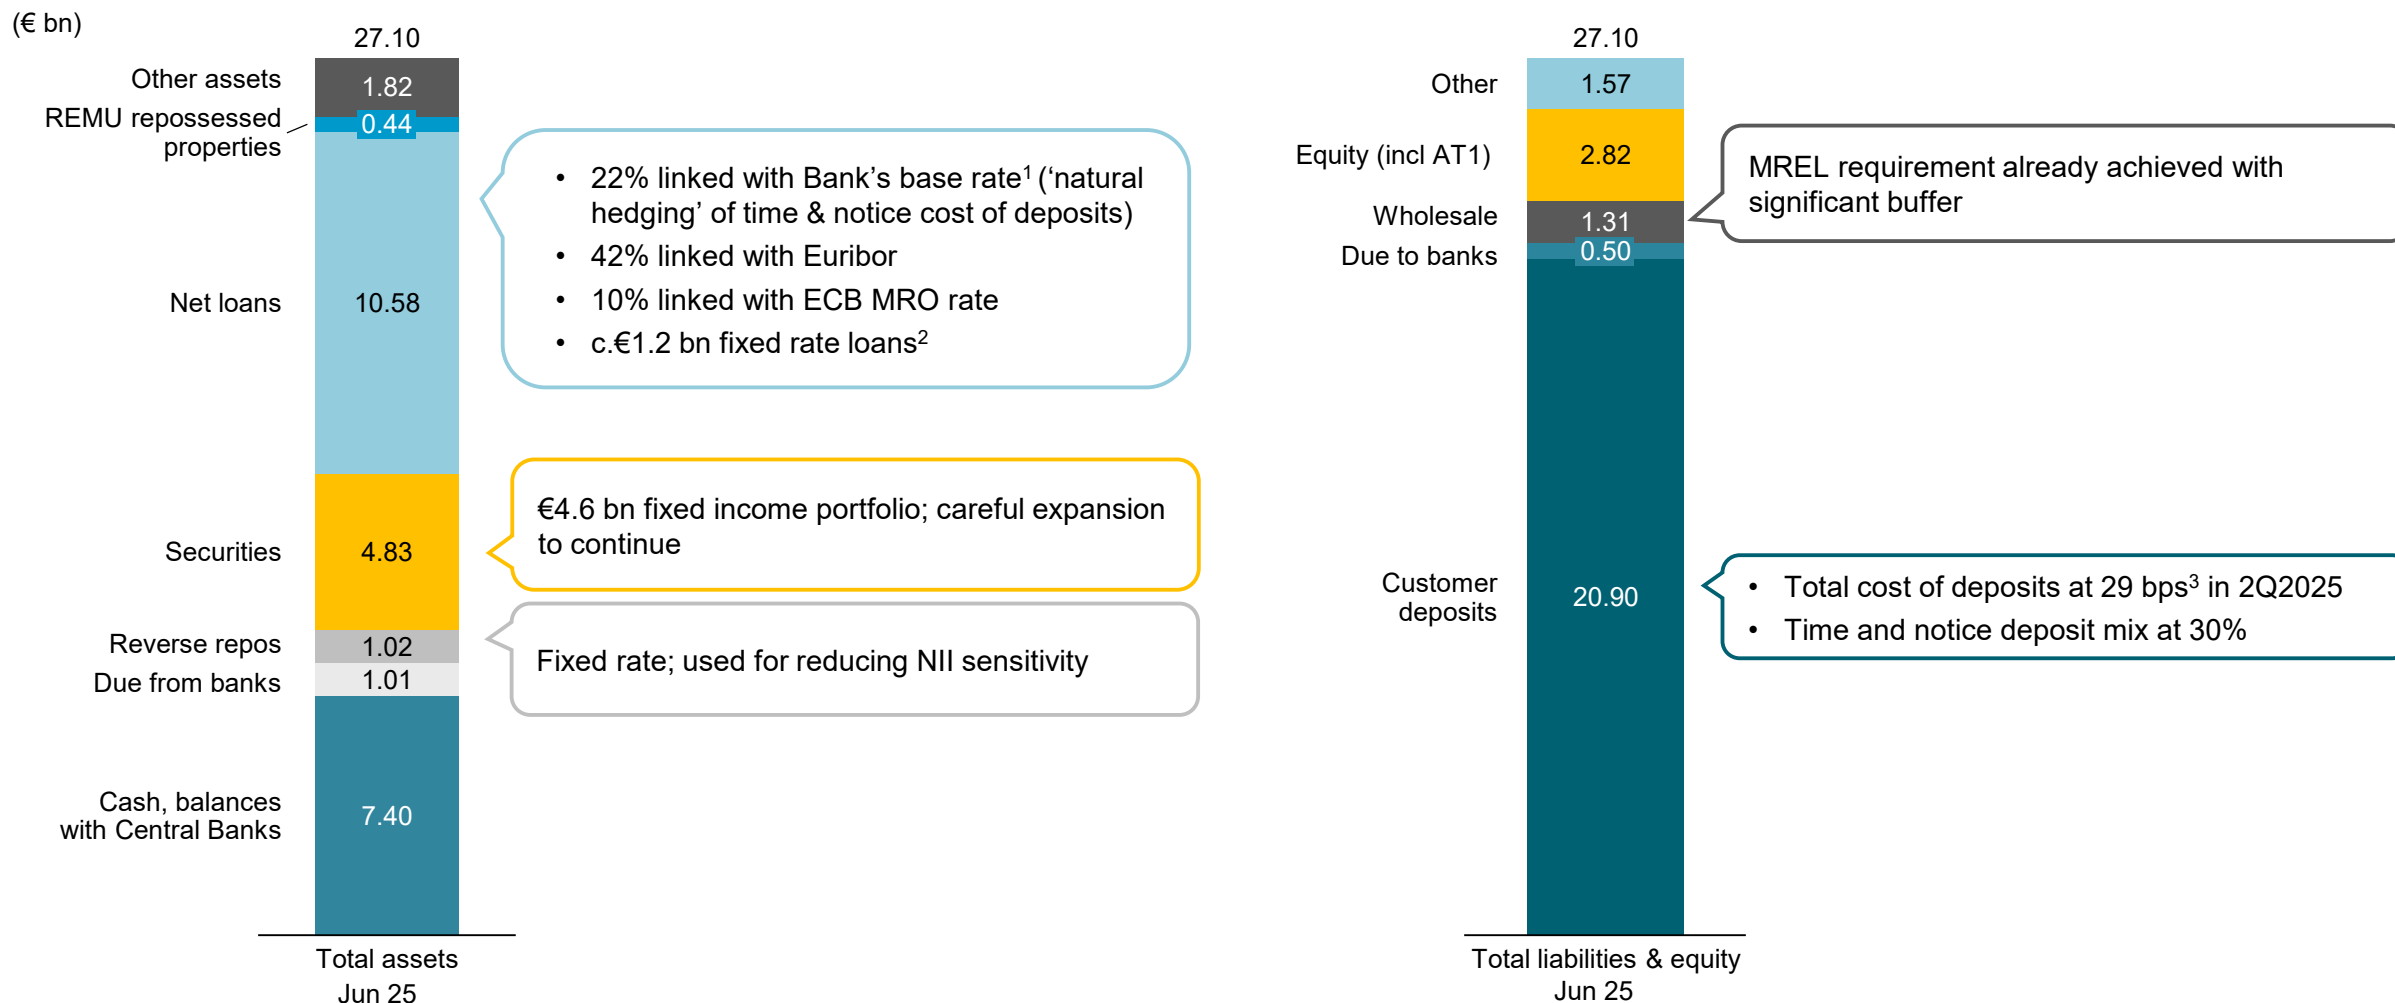 (€ bn)
27.10
Other assets
1.82
REMU repossessed
properties
0.44
Net loans
10.58
Securities
4.83
Reverse repos
1.02
Due from banks
1.01
Cash, balances
with Central Banks
7.40
Total assets
Jun 25
• 22% linked with Bank’s base rate¹ (‘natural
hedging’ of time & notice cost of deposits)
• 42% linked with Euribor
• 10% linked with ECB MRO rate
• c.€1.2 bn fixed rate loans²
€4.6 bn fixed income portfolio; careful expansion
to continue
Fixed rate; used for reducing NII sensitivity
27.10
Other
1.57
Equity (incl AT1)
2.82
Wholesale
1.31
Due to banks
0.50
Customer
deposits
20.90
Total liabilities & equity
Jun 25
MREL requirement already achieved with
significant buffer
• Total cost of deposits at 29 bps³ in 2Q2025
• Time and notice deposit mix at 30%